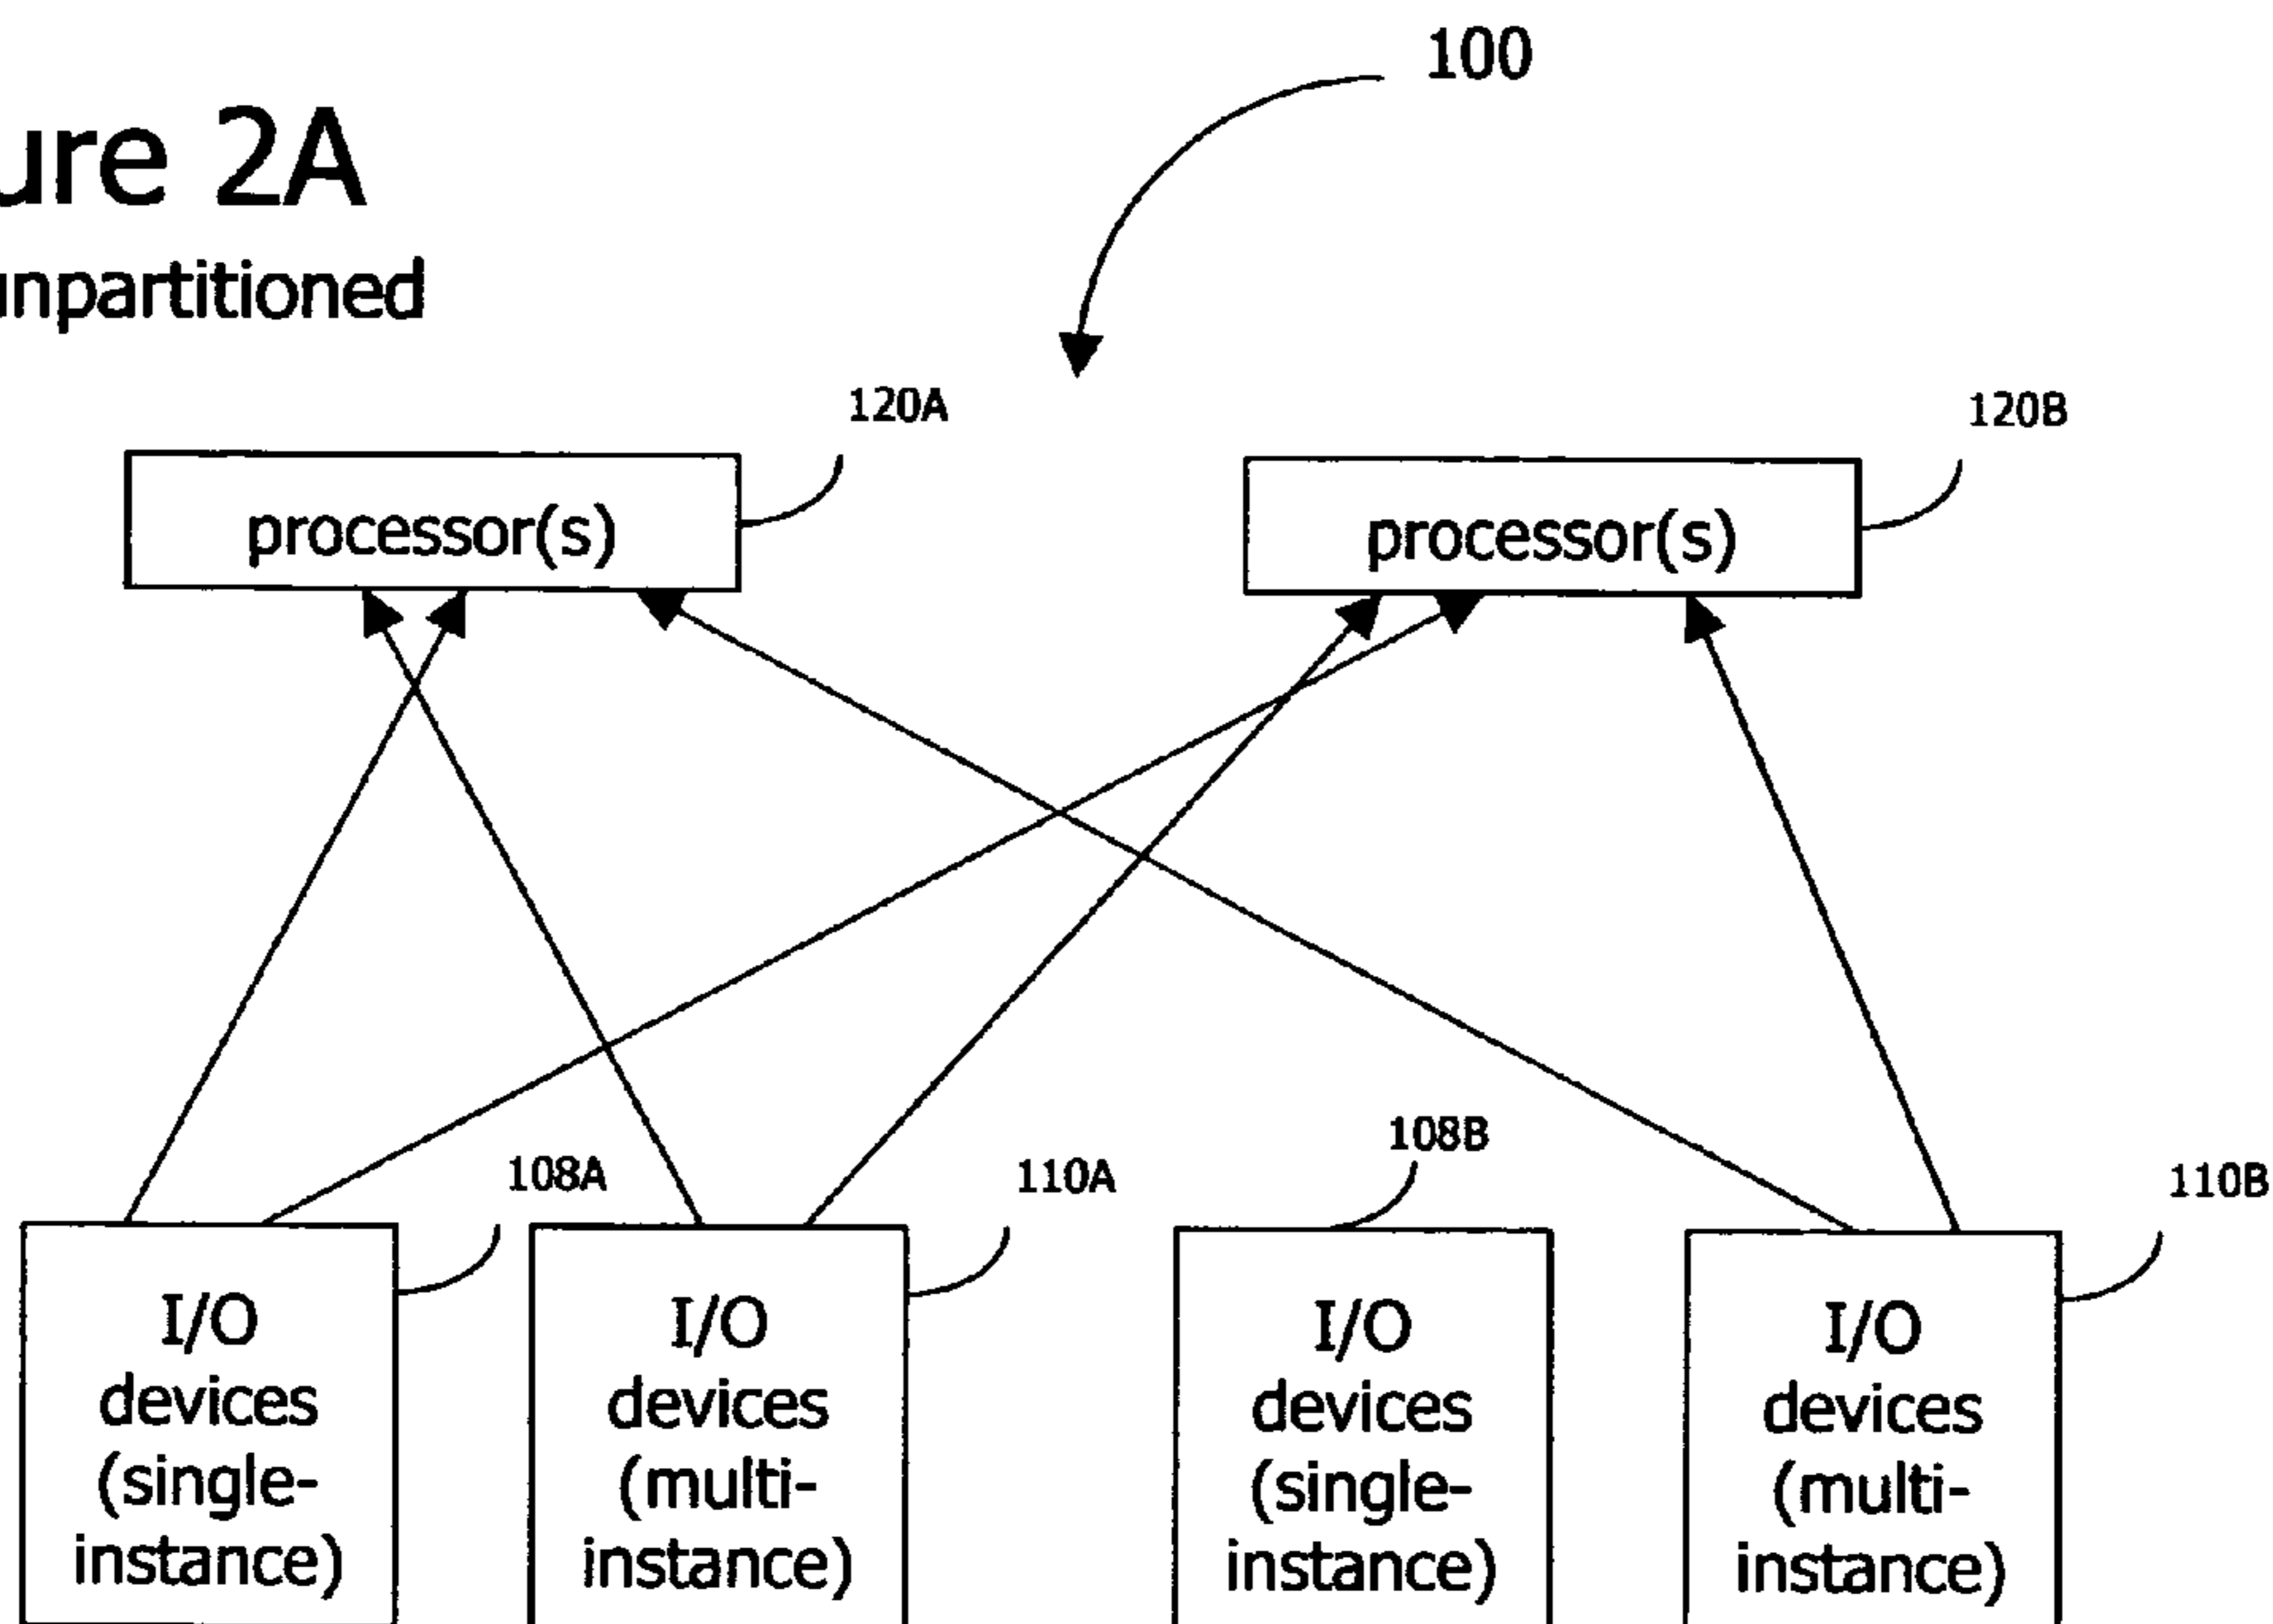 100
ure 2A
unpartitioned
120A
120B
processor(s)
processor(s)
108A
110A
108B
110B
I/O
devices
(single-
instance)
I/O
devices
(multi-
instance)
I/O
devices
(single-
instance)
I/O
devices
(multi-
instance)